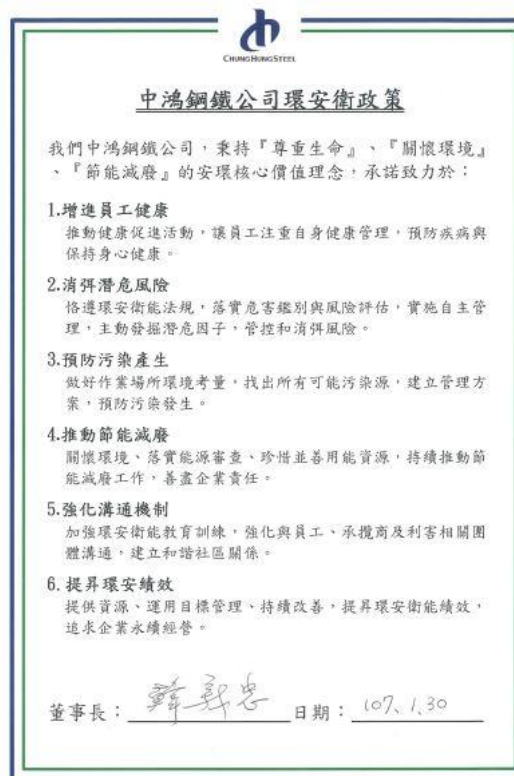 CHUNG HUNG STEEL
中鴻鋼鐵公司環安衛政策
我們中鴻鋼鐵公司,秉持『尊重生命』、『關懷環境』
、『節能減廢』的安環核心價值理念,承諾致力於:
1.增進員工健康
推動健康促進活動,讓員工注重自身健康管理,預防疾病與
保持身心健康。
2.消弭潛危風險
恪遵環安衛能法規,落實危害鑑別與風險評估,實施自主管
理,主動發掘潛危因子,管控和消弭風險。
3.預防污染產生
做好作業場所環境考量,找出所有可能污染源,建立管理方
案,預防污染發生。
4.推動節能減廢
關懷環境、落實能源審查、珍惜並善用能資源,持續推動節
能減廢工作,善盡企業責任。
5.強化溝通機制
加強環安衛能教育訓練,強化與員工、承攬商及利害相關團
體溝通,建立和諧社區關係。
6.提昇環安績效
提供資源、運用目標管理、持續改善,提昇環安衛能績效,
追求企業永續經營。
董事長: 日期:107.1.30